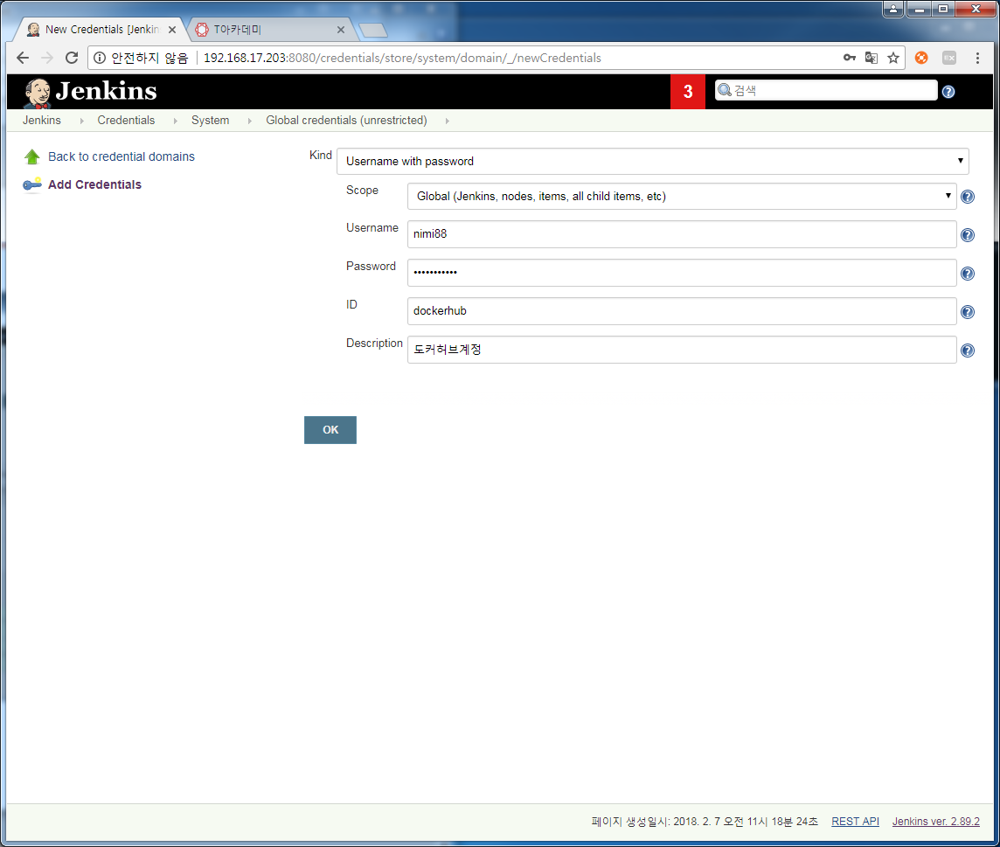 New Credentials [Jenkin
T아카데미
안전하지 않음 192.168.17.203:8080/credentials/store/system/domain/_/newCredentials
Jenkins 3 검색
Jenkins Credentials System Global credentials (unrestricted)
Back to credential domains
Add Credentials
Kind Username with password
Scope Global (Jenkins, nodes, items, all child items, etc)
Username nimi88
Password •••••••••••
ID dockerhub
Description 도커허브계정
OK
페이지 생성일시: 2018. 2. 7 오전 11시 18분 24초 REST API Jenkins ver. 2.89.2